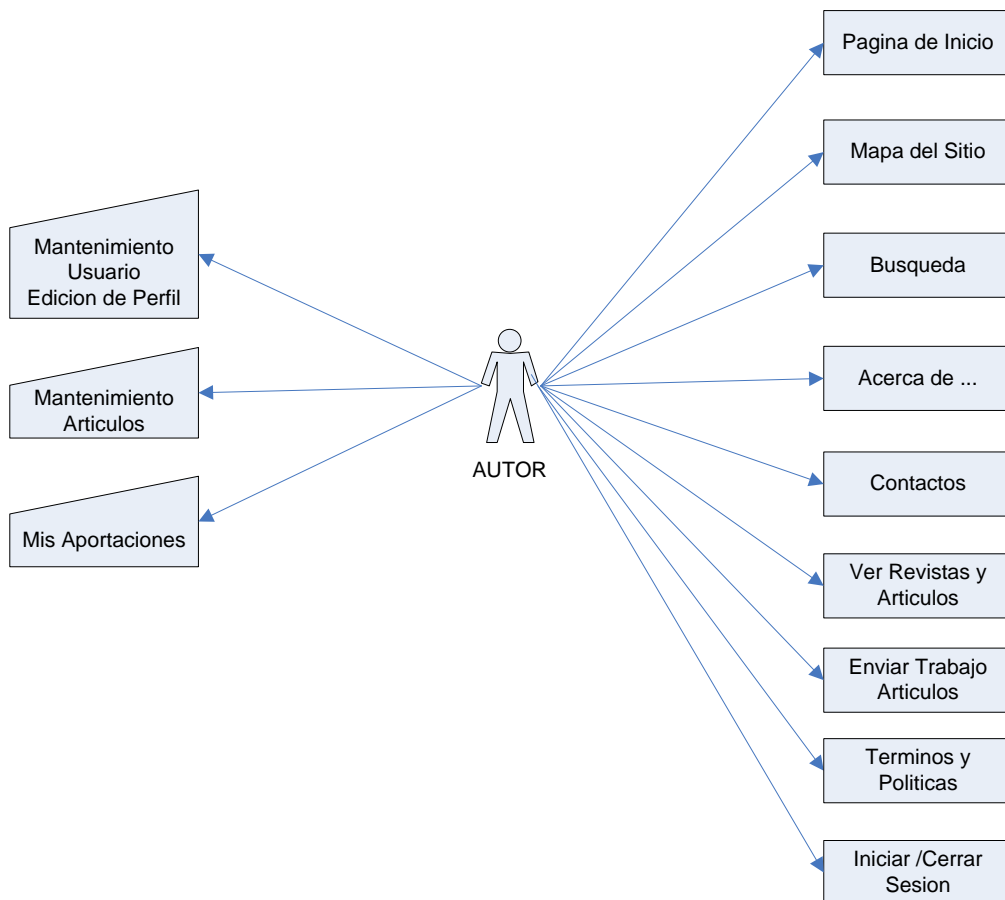 Mantenimiento
Usuario
Edicion de Perfil
Mantenimiento
Articulos
Mis Aportaciones
AUTOR
Pagina de Inicio
Mapa del Sitio
Busqueda
Acerca de ...
Contactos
Ver Revistas y
Articulos
Enviar Trabajo
Articulos
Terminos y
Politicas
Iniciar /Cerrar
Sesion